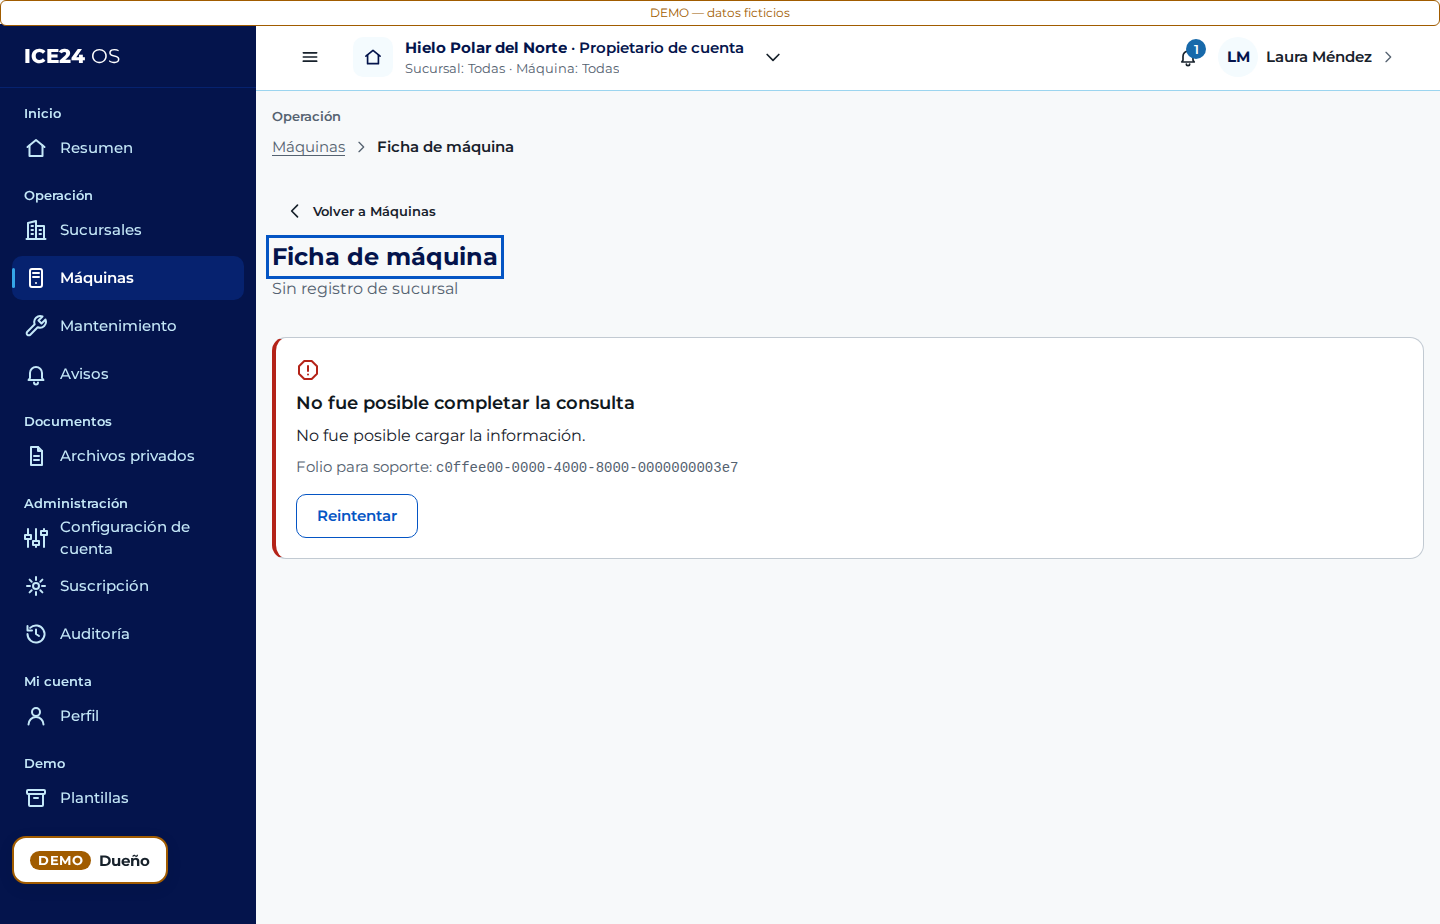 DEMO — datos ficticios
ICE24 OS
Inicio
Resumen
Operación
Sucursales
Máquinas
Mantenimiento
Avisos
Documentos
Archivos privados
Administración
Configuración de
cuenta
Suscripción
Auditoría
Mi cuenta
Perfil
Demo
Plantillas
DEMO Dueño
Hielo Polar del Norte · Propietario de cuenta
Sucursal: Todas · Máquina: Todas
1
LM Laura Méndez
Operación
Máquinas
Ficha de máquina
Volver a Máquinas
Ficha de máquina
Sin registro de sucursal
No fue posible completar la consulta
No fue posible cargar la información.
Folio para soporte: c0ffee00-0000-4000-8000-0000000003e7
Reintentar